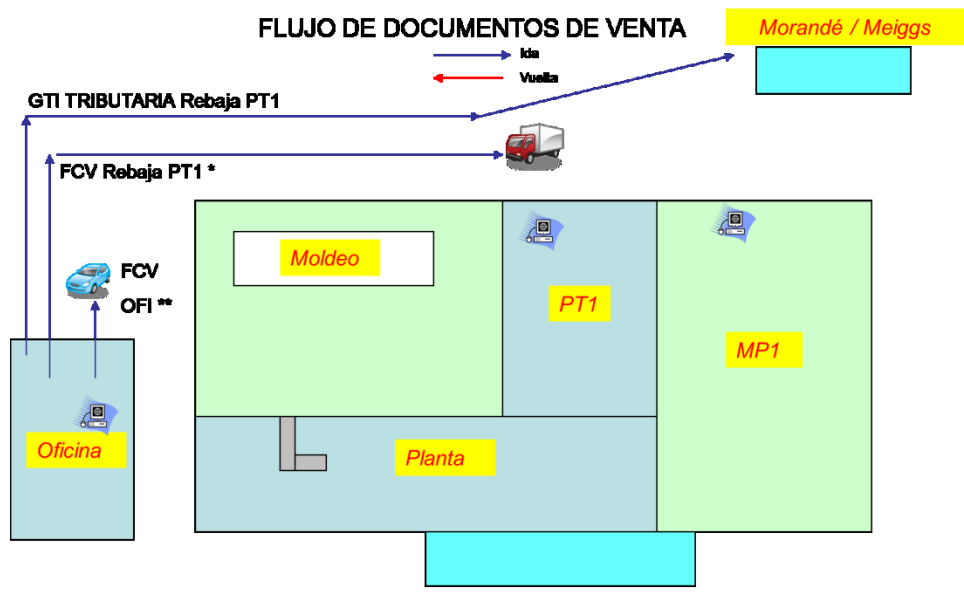 FLUJO DE DOCUMENTOS DE VENTA
Morandé / Meiggs
Ida
Vuelta
GTI TRIBUTARIA Rebaja PT1
FCV Rebaja PT1 *
FCV
OFI **
Moldeo
PT1
MP1
Oficina
Planta